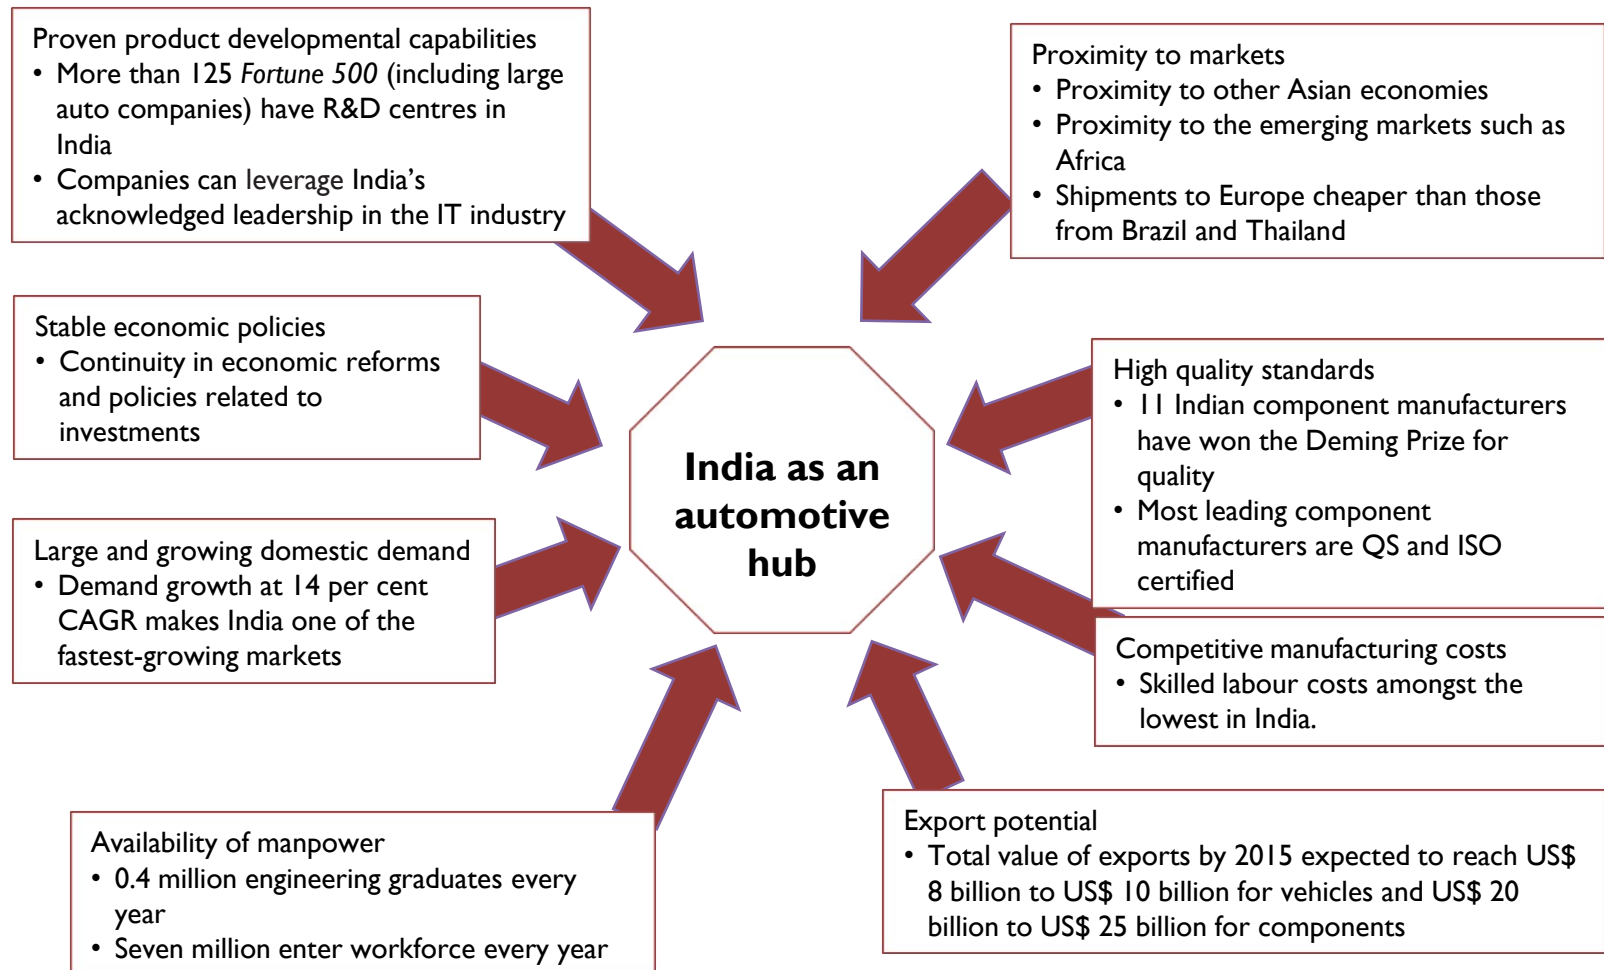 Proven product developmental capabilities
• More than 125 Fortune 500 (including large
auto companies) have R&D centres in
India
• Companies can leverage India's
acknowledged leadership in the IT industry
Proximity to markets
• Proximity to other Asian economies
• Proximity to the emerging markets such as
Africa
• Shipments to Europe cheaper than those
from Brazil and Thailand
Stable economic policies
• Continuity in economic reforms
and policies related to
investments
High quality standards
• 11 Indian component manufacturers
have won the Deming Prize for
quality
• Most leading component
manufacturers are QS and ISO
certified
India as an
automotive
hub
Large and growing domestic demand
• Demand growth at 14 per cent
CAGR makes India one of the
fastest-growing markets
Competitive manufacturing costs
• Skilled labour costs amongst the
lowest in India.
Availability of manpower
• 0.4 million engineering graduates every
year
• Seven million enter workforce every year
Export potential
• Total value of exports by 2015 expected to reach US$
8 billion to US$ 10 billion for vehicles and US$ 20
billion to US$ 25 billion for components